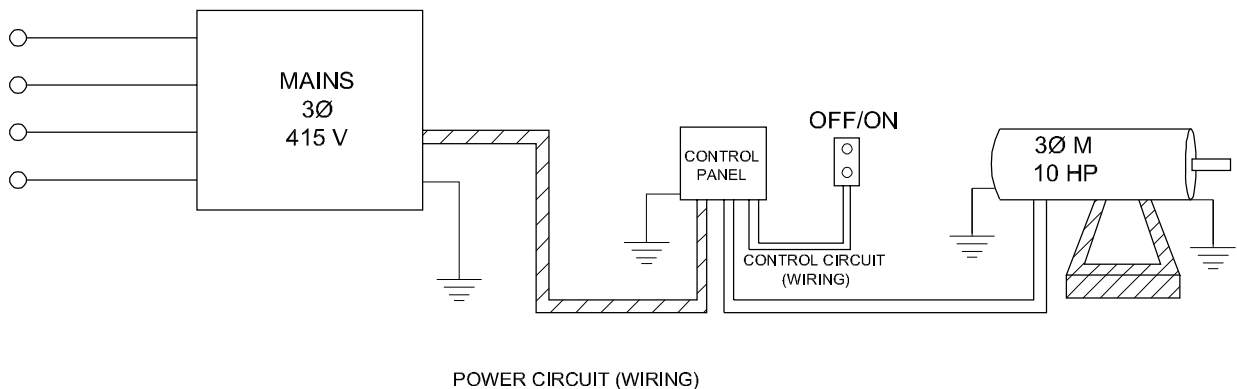 MAINS
3Ø
415 V
CONTROL
PANEL
OFF/ON
3Ø M
10 HP
CONTROL CIRCUIT
(WIRING)
POWER CIRCUIT (WIRING)